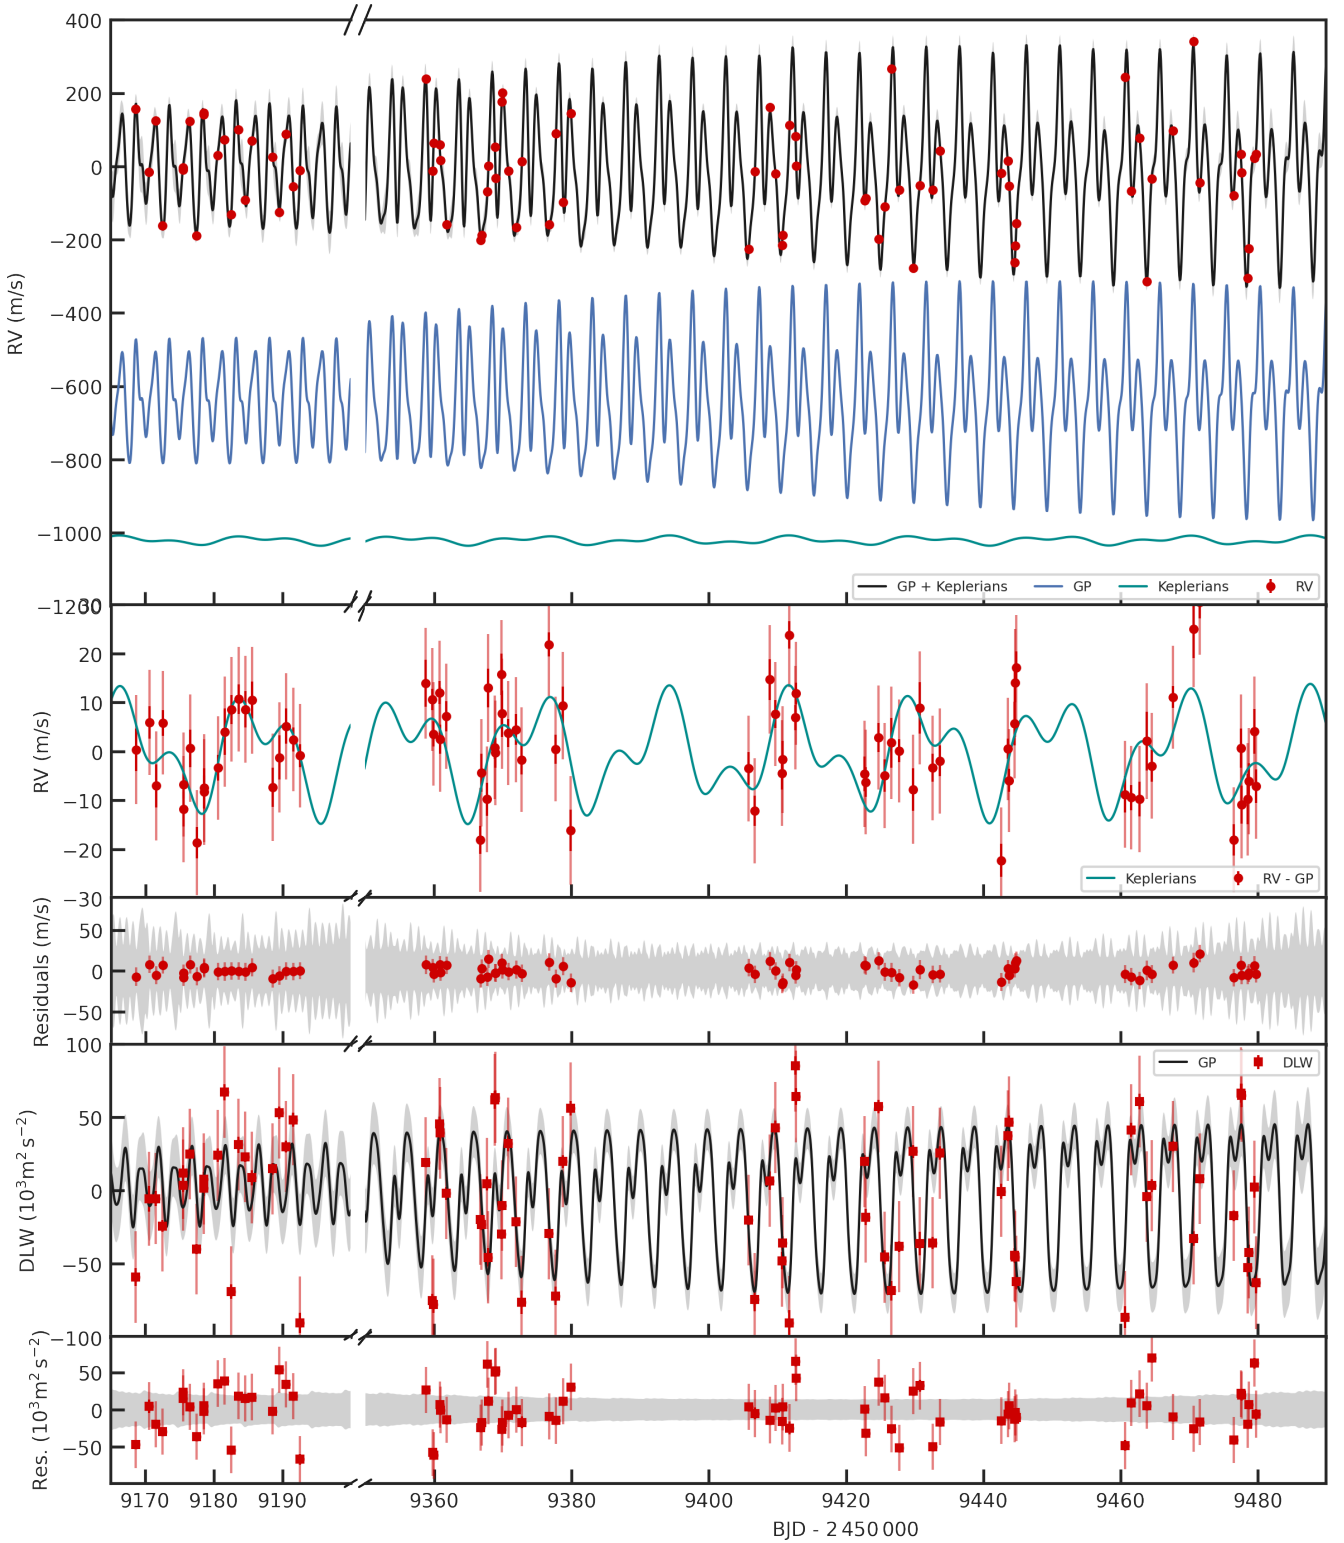 400
200
0
−200
−400
−600
−800
−1000
−1200
RV (m/s)
GP + Keplerians GP Keplerians RV
30
20
10
0
−10
−20
−30
RV (m/s)
Keplerians RV - GP
50
0
−50
Residuals (m/s)
100
50
0
−50
−100
DLW (10³m² s⁻²)
GP DLW
50
0
−50
Res. (10³m² s⁻²)
9170 9180 9190 9360 9380 9400 9420 9440 9460 9480
BJD - 2 450 000